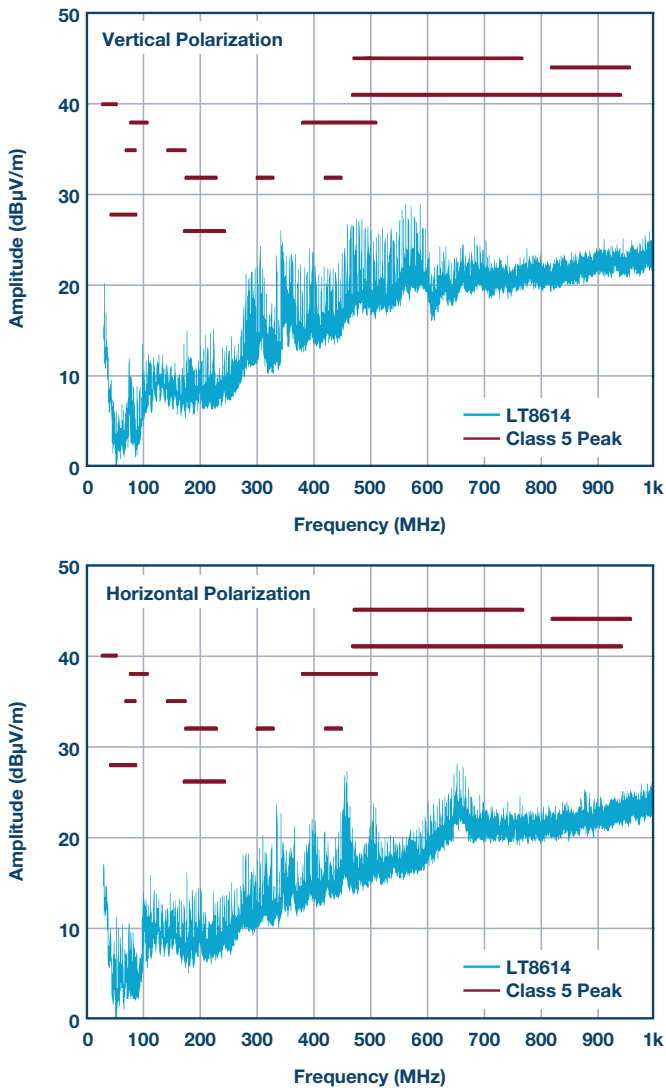 Vertical Polarization
Amplitude (dBµV/m)
50
40
30
20
10
0
LT8614
Class 5 Peak
0 100 200 300 400 500 600 700 800 900 1k
Frequency (MHz)
Horizontal Polarization
Amplitude (dBµV/m)
50
40
30
20
10
0
LT8614
Class 5 Peak
0 100 200 300 400 500 600 700 800 900 1k
Frequency (MHz)